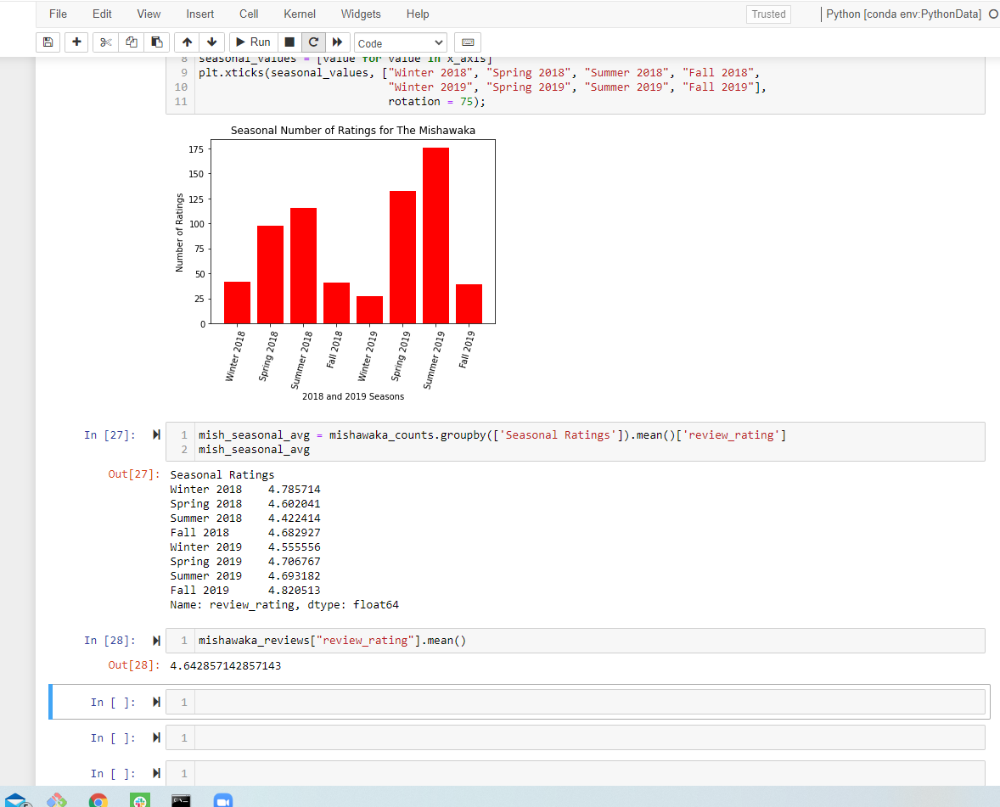 File Edit View Insert Cell Kernel Widgets Help Trusted Python [conda env:PythonData]
Run Code
8 seasonal_values = [value for value in x_axis]
9 plt.xticks(seasonal_values, ["Winter 2018", "Spring 2018", "Summer 2018", "Fall 2018",
10 "Winter 2019", "Spring 2019", "Summer 2019", "Fall 2019"],
11 rotation = 75);
Seasonal Number of Ratings for The Mishawaka
Number of Ratings
175
150
125
100
75
50
25
0
Winter 2018
Spring 2018
Summer 2018
Fall 2018
Winter 2019
Spring 2019
Summer 2019
Fall 2019
2018 and 2019 Seasons
In [27]: 1 mish_seasonal_avg = mishawaka_counts.groupby(['Seasonal Ratings']).mean()['review_rating']
2 mish_seasonal_avg
Out[27]: Seasonal Ratings
Winter 2018 4.785714
Spring 2018 4.602041
Summer 2018 4.422414
Fall 2018 4.682927
Winter 2019 4.555556
Spring 2019 4.706767
Summer 2019 4.693182
Fall 2019 4.820513
Name: review_rating, dtype: float64
In [28]: 1 mishawaka_reviews["review_rating"].mean()
Out[28]: 4.642857142857143
In [ ]: 1
In [ ]: 1
In [ ]: 1